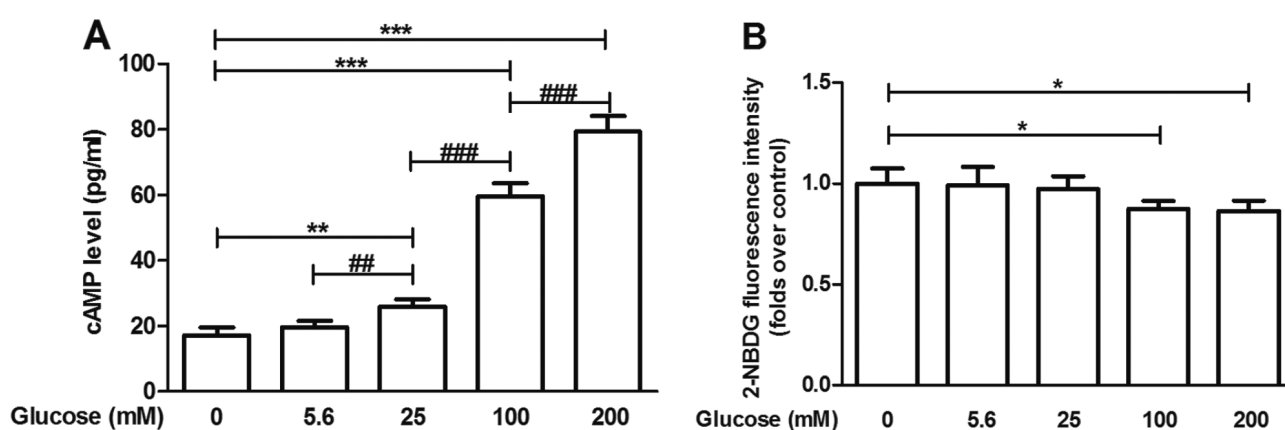 A
***
***
###
###
**
##
cAMP level (pg/ml)
100
80
60
40
20
0
Glucose (mM) 0 5.6 25 100 200
B
*
*
2-NBDG fluorescence intensity
(folds over control)
1.5
1.0
0.5
0.0
Glucose (mM) 0 5.6 25 100 200